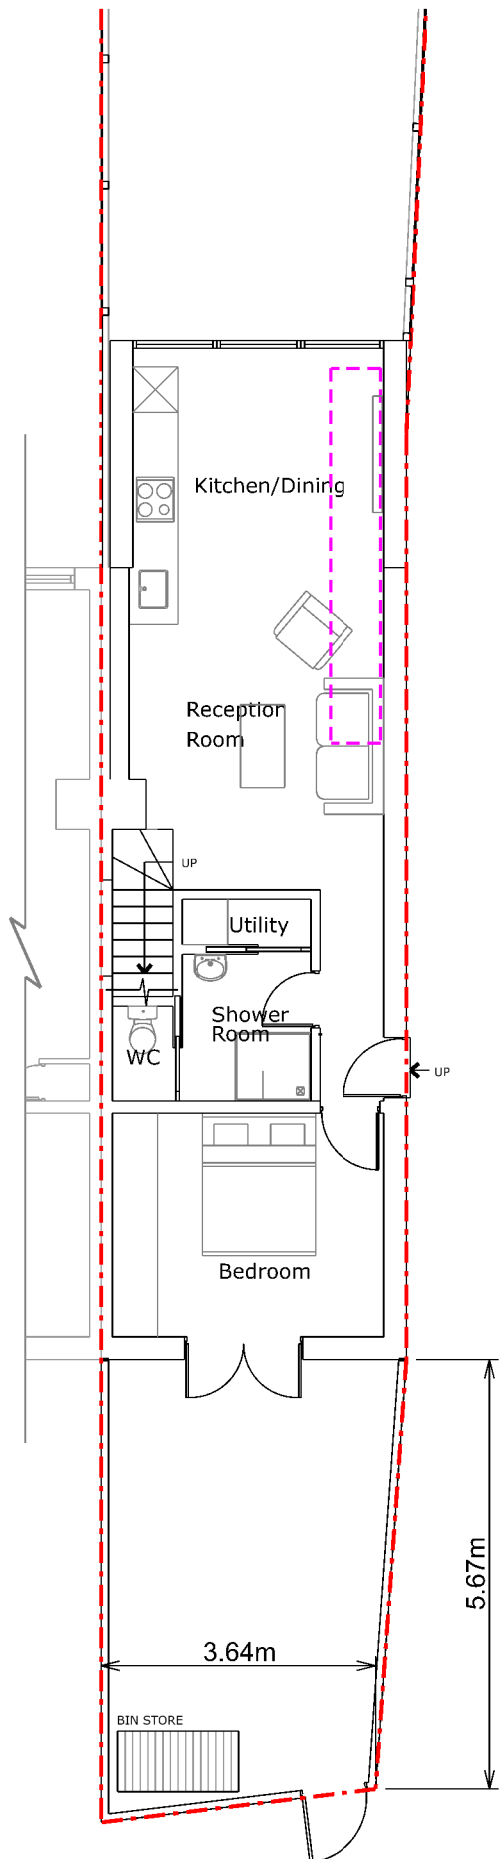 Kitchen/Dining
Reception
Room
UP
Utility
Shower
Room
WC
UP
Bedroom
5.67m
3.64m
BIN STORE